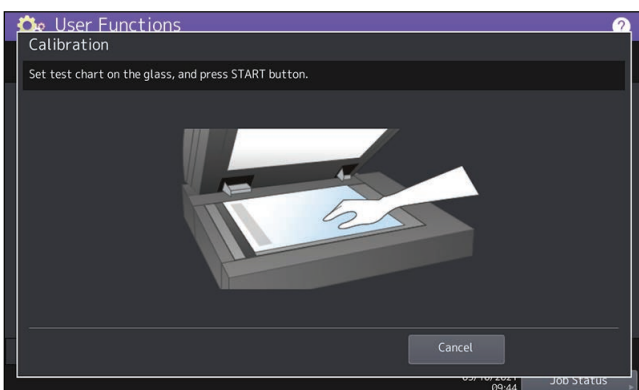 User Functions
?
Calibration
Set test chart on the glass, and press START button.
Cancel
Job Status
09:44